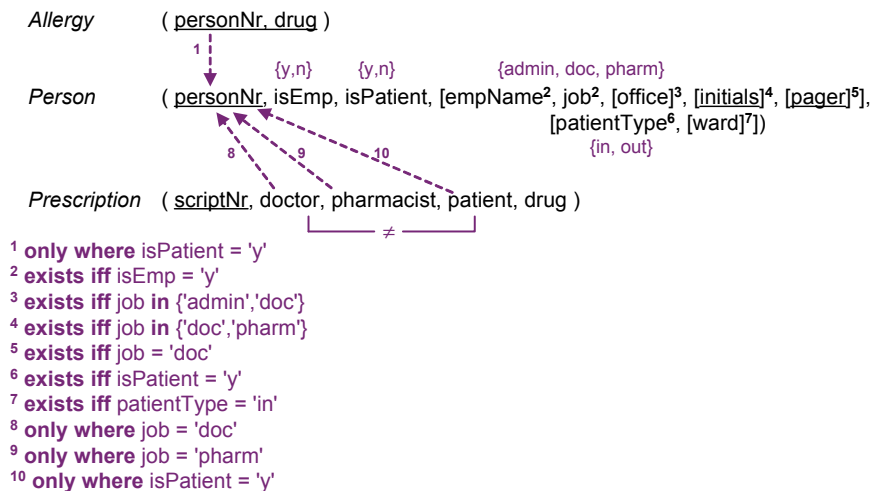 Allergy ( personNr, drug )
1
{y,n} {y,n} {admin, doc, pharm}
Person ( personNr, isEmp, isPatient, [empName², job², [office]³, [initials]⁴, [pager]⁵],
[patientType⁶, [ward]⁷])
{in, out}
8 9 10
Prescription ( scriptNr, doctor, pharmacist, patient, drug )
≠
¹ only where isPatient = 'y'
² exists iff isEmp = 'y'
³ exists iff job in {'admin','doc'}
⁴ exists iff job in {'doc','pharm'}
⁵ exists iff job = 'doc'
⁶ exists iff isPatient = 'y'
⁷ exists iff patientType = 'in'
⁸ only where job = 'doc'
⁹ only where job = 'pharm'
¹⁰ only where isPatient = 'y'